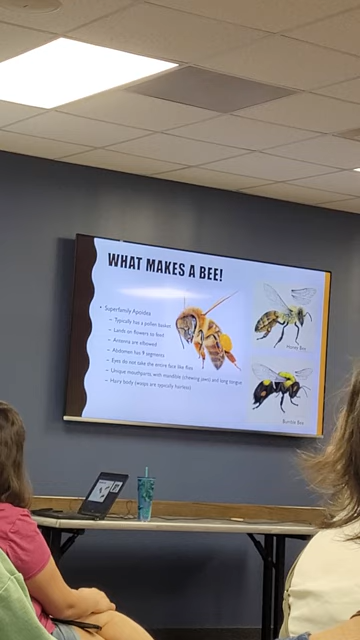 WHAT MAKES A BEE!
• Superfamily Apoidea
– Typically has a pollen basket
– Lands on flowers to feed
– Antenna are elbowed
– Abdomen has 9 segments
– Eyes do not take the entire face like flies
– Unique mouthparts with mandible (chewing jaws) and long tongue
– Hairy body (wasps are typically hairless)
Honey Bee
Bumble Bee